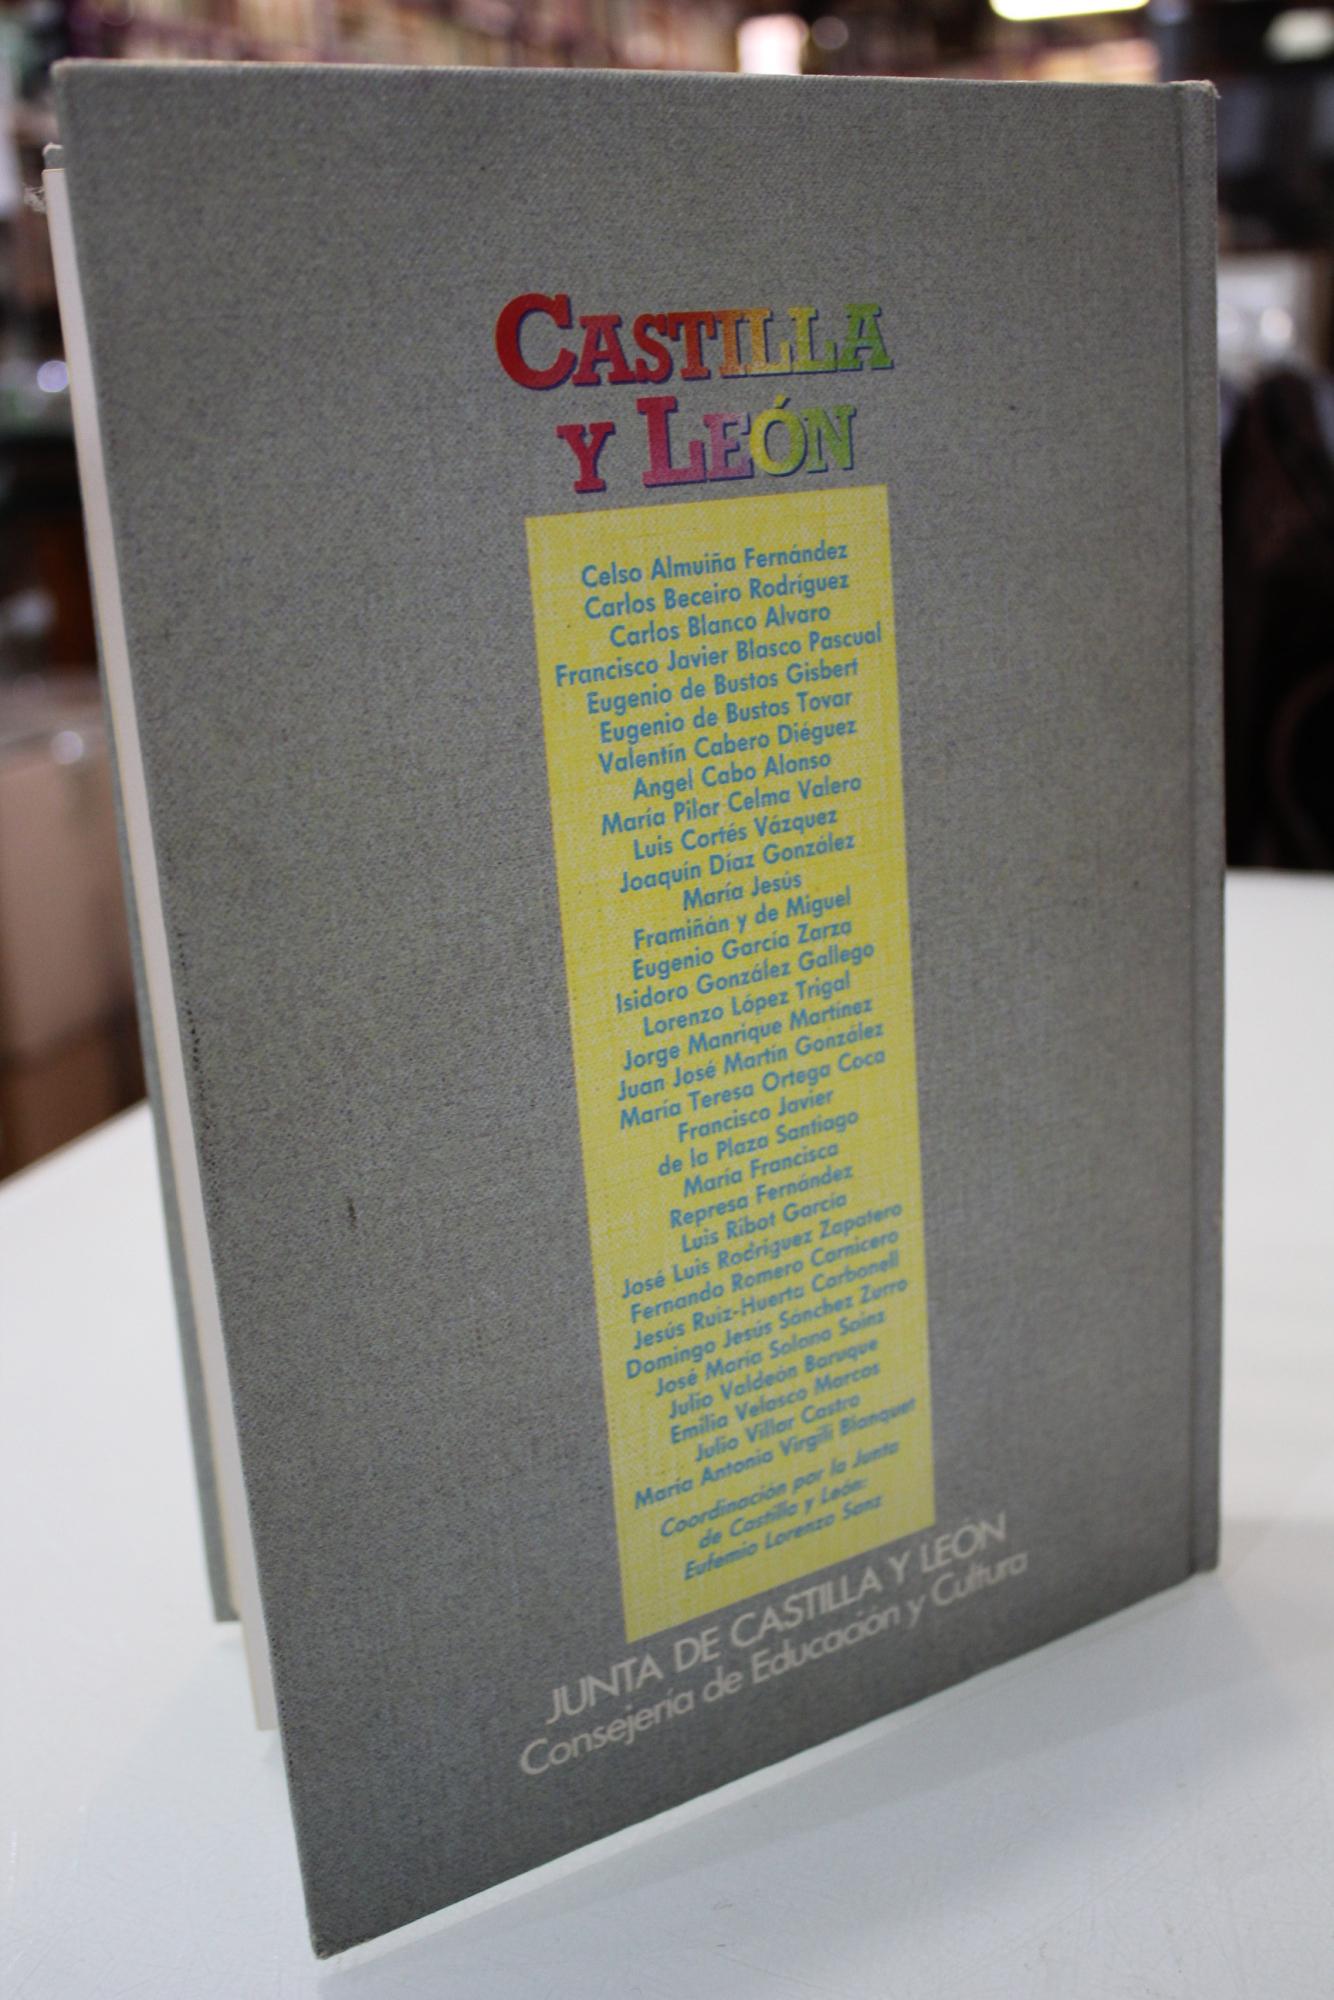 CASTILLA
Y LEÓN
Celso Almuiña Fernández
Carlos Beceiro Rodríguez
Carlos Blanco Alvaro
Francisco Javier Blasco Pascual
Eugenio de Bustos Gisbert
Eugenio de Bustos Tovar
Valentín Cabero Diéguez
Angel Cabo Alonso
María Pilar Celma Valero
Luis Cortés Vázquez
Joaquín Díaz González
María Jesús
Framiñán y de Miguel
Eugenio García Zarza
Isidoro González Gallego
Lorenzo López Trigal
Jorge Manrique Martínez
Juan José Martín González
María Teresa Ortega Coca
Francisco Javier
de la Plaza Santiago
María Francisca
Represa Fernández
Luis Ribot García
José Luis Rodríguez Zapatero
Fernando Romero Carnicero
Jesús Ruiz-Huerta Carbonell
Domingo Jesús Sánchez Zurro
José María Solana Sainz
Julio Valdeón Baruque
Emilia Velasco Marcos
Julio Villar Castro
María Antonia Virgili Blanquet
Coordinación por la Junta
de Castilla y León:
Eufemio Lorenzo Sanz
JUNTA DE CASTILLA Y LEÓN
Consejería de Educación y Cultura